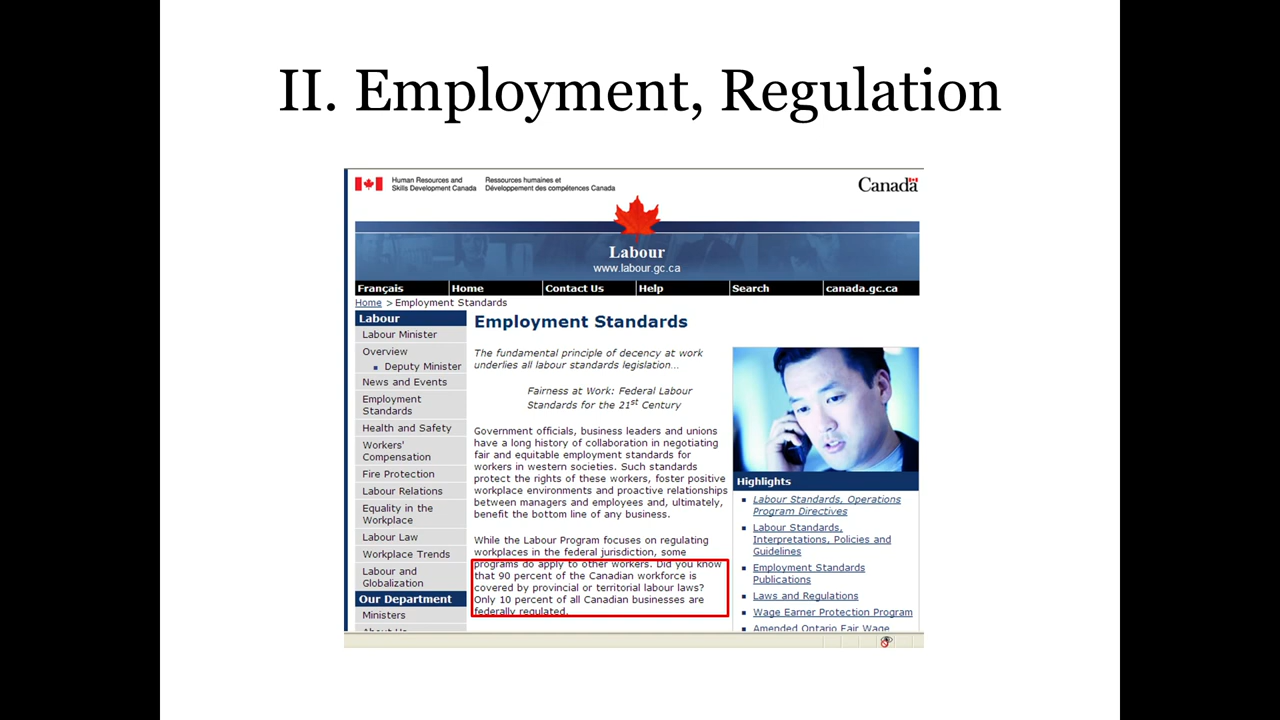 II. Employment, Regulation
Human Resources and
Skills Development Canada
Ressources humaines et
Développement des compétences Canada
Canada
Labour
www.labour.gc.ca
Français
Home
Contact Us
Help
Search
canada.gc.ca
Home > Employment Standards
Labour
Labour Minister
Overview
Deputy Minister
News and Events
Employment
Standards
Health and Safety
Workers'
Compensation
Fire Protection
Labour Relations
Equality in the
Workplace
Labour Law
Workplace Trends
Labour and
Globalization
Our Department
Ministers
About Us
Employment Standards
The fundamental principle of decency at work
underlies all labour standards legislation...
Fairness at Work: Federal Labour
Standards for the 21st Century
Government officials, business leaders and unions
have a long history of collaboration in negotiating
fair and equitable employment standards for
workers in western societies. Such standards
protect the rights of these workers, foster positive
workplace environments and proactive relationships
between managers and employees and, ultimately,
benefit the bottom line of any business.
While the Labour Program focuses on regulating
workplaces in the federal jurisdiction, some
programs do apply to other workers. Did you know
that 90 percent of the Canadian workforce is
covered by provincial or territorial labour laws?
Only 10 percent of all Canadian businesses are
federally regulated.
Highlights
Labour Standards, Operations
Program Directives
Labour Standards,
Interpretations, Policies and
Guidelines
Employment Standards
Publications
Laws and Regulations
Wage Earner Protection Program
Amended Ontario Fair Wage